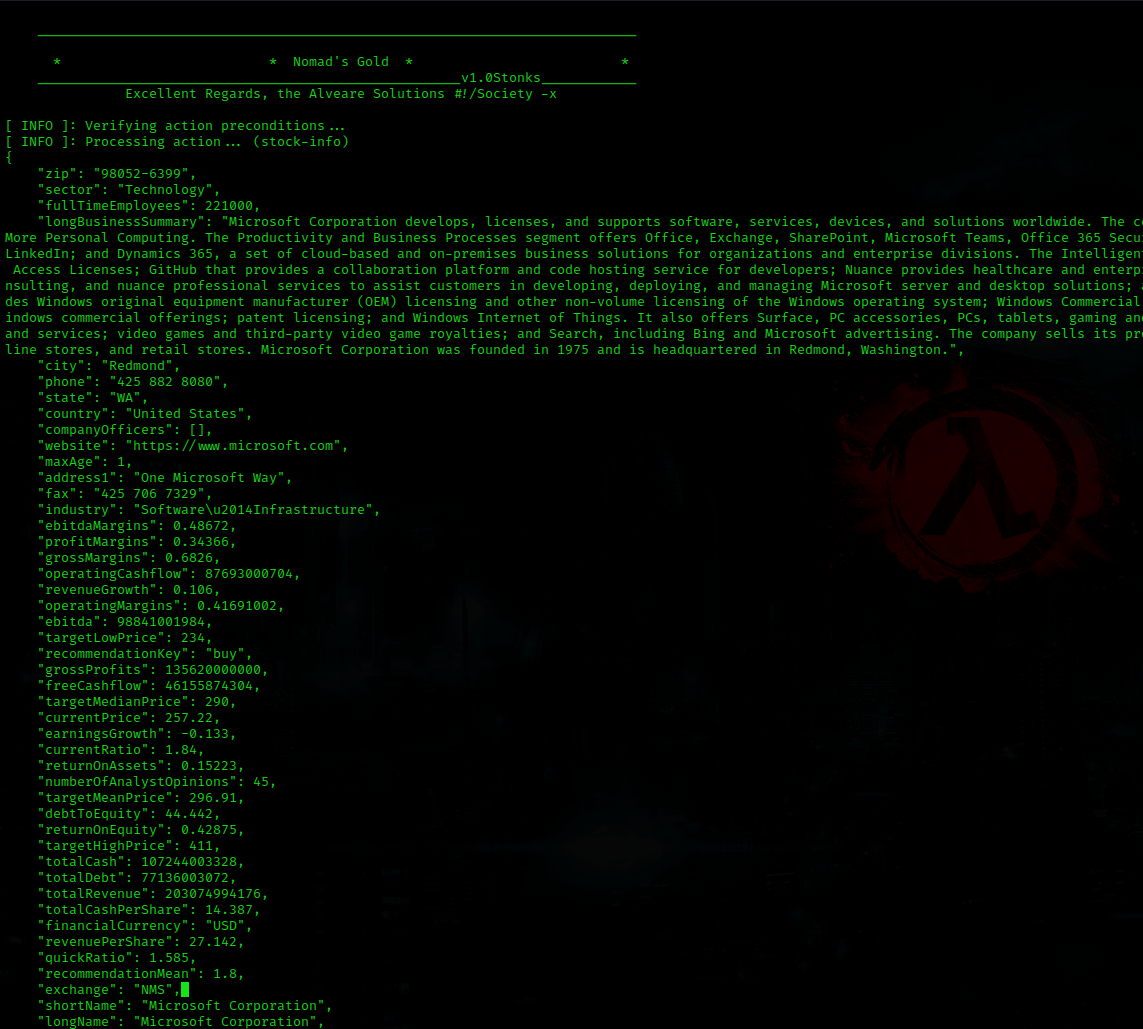 * * Nomad's Gold * *
v1.0Stonks
Excellent Regards, the Alveare Solutions #!/Society -x
[ INFO ]: Verifying action preconditions...
[ INFO ]: Processing action... (stock-info)
{
"zip": "98052-6399",
"sector": "Technology",
"fullTimeEmployees": 221000,
"longBusinessSummary": "Microsoft Corporation develops, licenses, and supports software, services, devices, and solutions worldwide. The
More Personal Computing. The Productivity and Business Processes segment offers Office, Exchange, SharePoint, Microsoft Teams, Office 365
LinkedIn; and Dynamics 365, a set of cloud-based and on-premises business solutions for organizations and enterprise divisions. The
Access Licenses; GitHub that provides a collaboration platform and code hosting service for developers; Nuance provides healthcare and
nsulting, and nuance professional services to assist customers in developing, deploying, and managing Microsoft server and desktop solutions;
des Windows original equipment manufacturer (OEM) licensing and other non-volume licensing of the Windows operating system; Windows Commercial
indows commercial offerings; patent licensing; and Windows Internet of Things. It also offers Surface, PC accessories, PCs, tablets, gaming
and services; video games and third-party video game royalties; and Search, including Bing and Microsoft advertising. The company sells its
line stores, and retail stores. Microsoft Corporation was founded in 1975 and is headquartered in Redmond, Washington.",
"city": "Redmond",
"phone": "425 882 8080",
"state": "WA",
"country": "United States",
"companyOfficers": [],
"website": "https://www.microsoft.com",
"maxAge": 1,
"address1": "One Microsoft Way",
"fax": "425 706 7329",
"industry": "Software\u2014Infrastructure",
"ebitdaMargins": 0.48672,
"profitMargins": 0.34366,
"grossMargins": 0.6826,
"operatingCashflow": 87693000704,
"revenueGrowth": 0.106,
"operatingMargins": 0.41691002,
"ebitda": 98841001984,
"targetLowPrice": 234,
"recommendationKey": "buy",
"grossProfits": 135620000000,
"freeCashflow": 46155874304,
"targetMedianPrice": 290,
"currentPrice": 257.22,
"earningsGrowth": -0.133,
"currentRatio": 1.84,
"returnOnAssets": 0.15223,
"numberOfAnalystOpinions": 45,
"targetMeanPrice": 296.91,
"debtToEquity": 44.442,
"returnOnEquity": 0.42875,
"targetHighPrice": 411,
"totalCash": 107244003328,
"totalDebt": 77136003072,
"totalRevenue": 203074994176,
"totalCashPerShare": 14.387,
"financialCurrency": "USD",
"revenuePerShare": 27.142,
"quickRatio": 1.585,
"recommendationMean": 1.8,
"exchange": "NMS",
"shortName": "Microsoft Corporation",
"longName": "Microsoft Corporation",